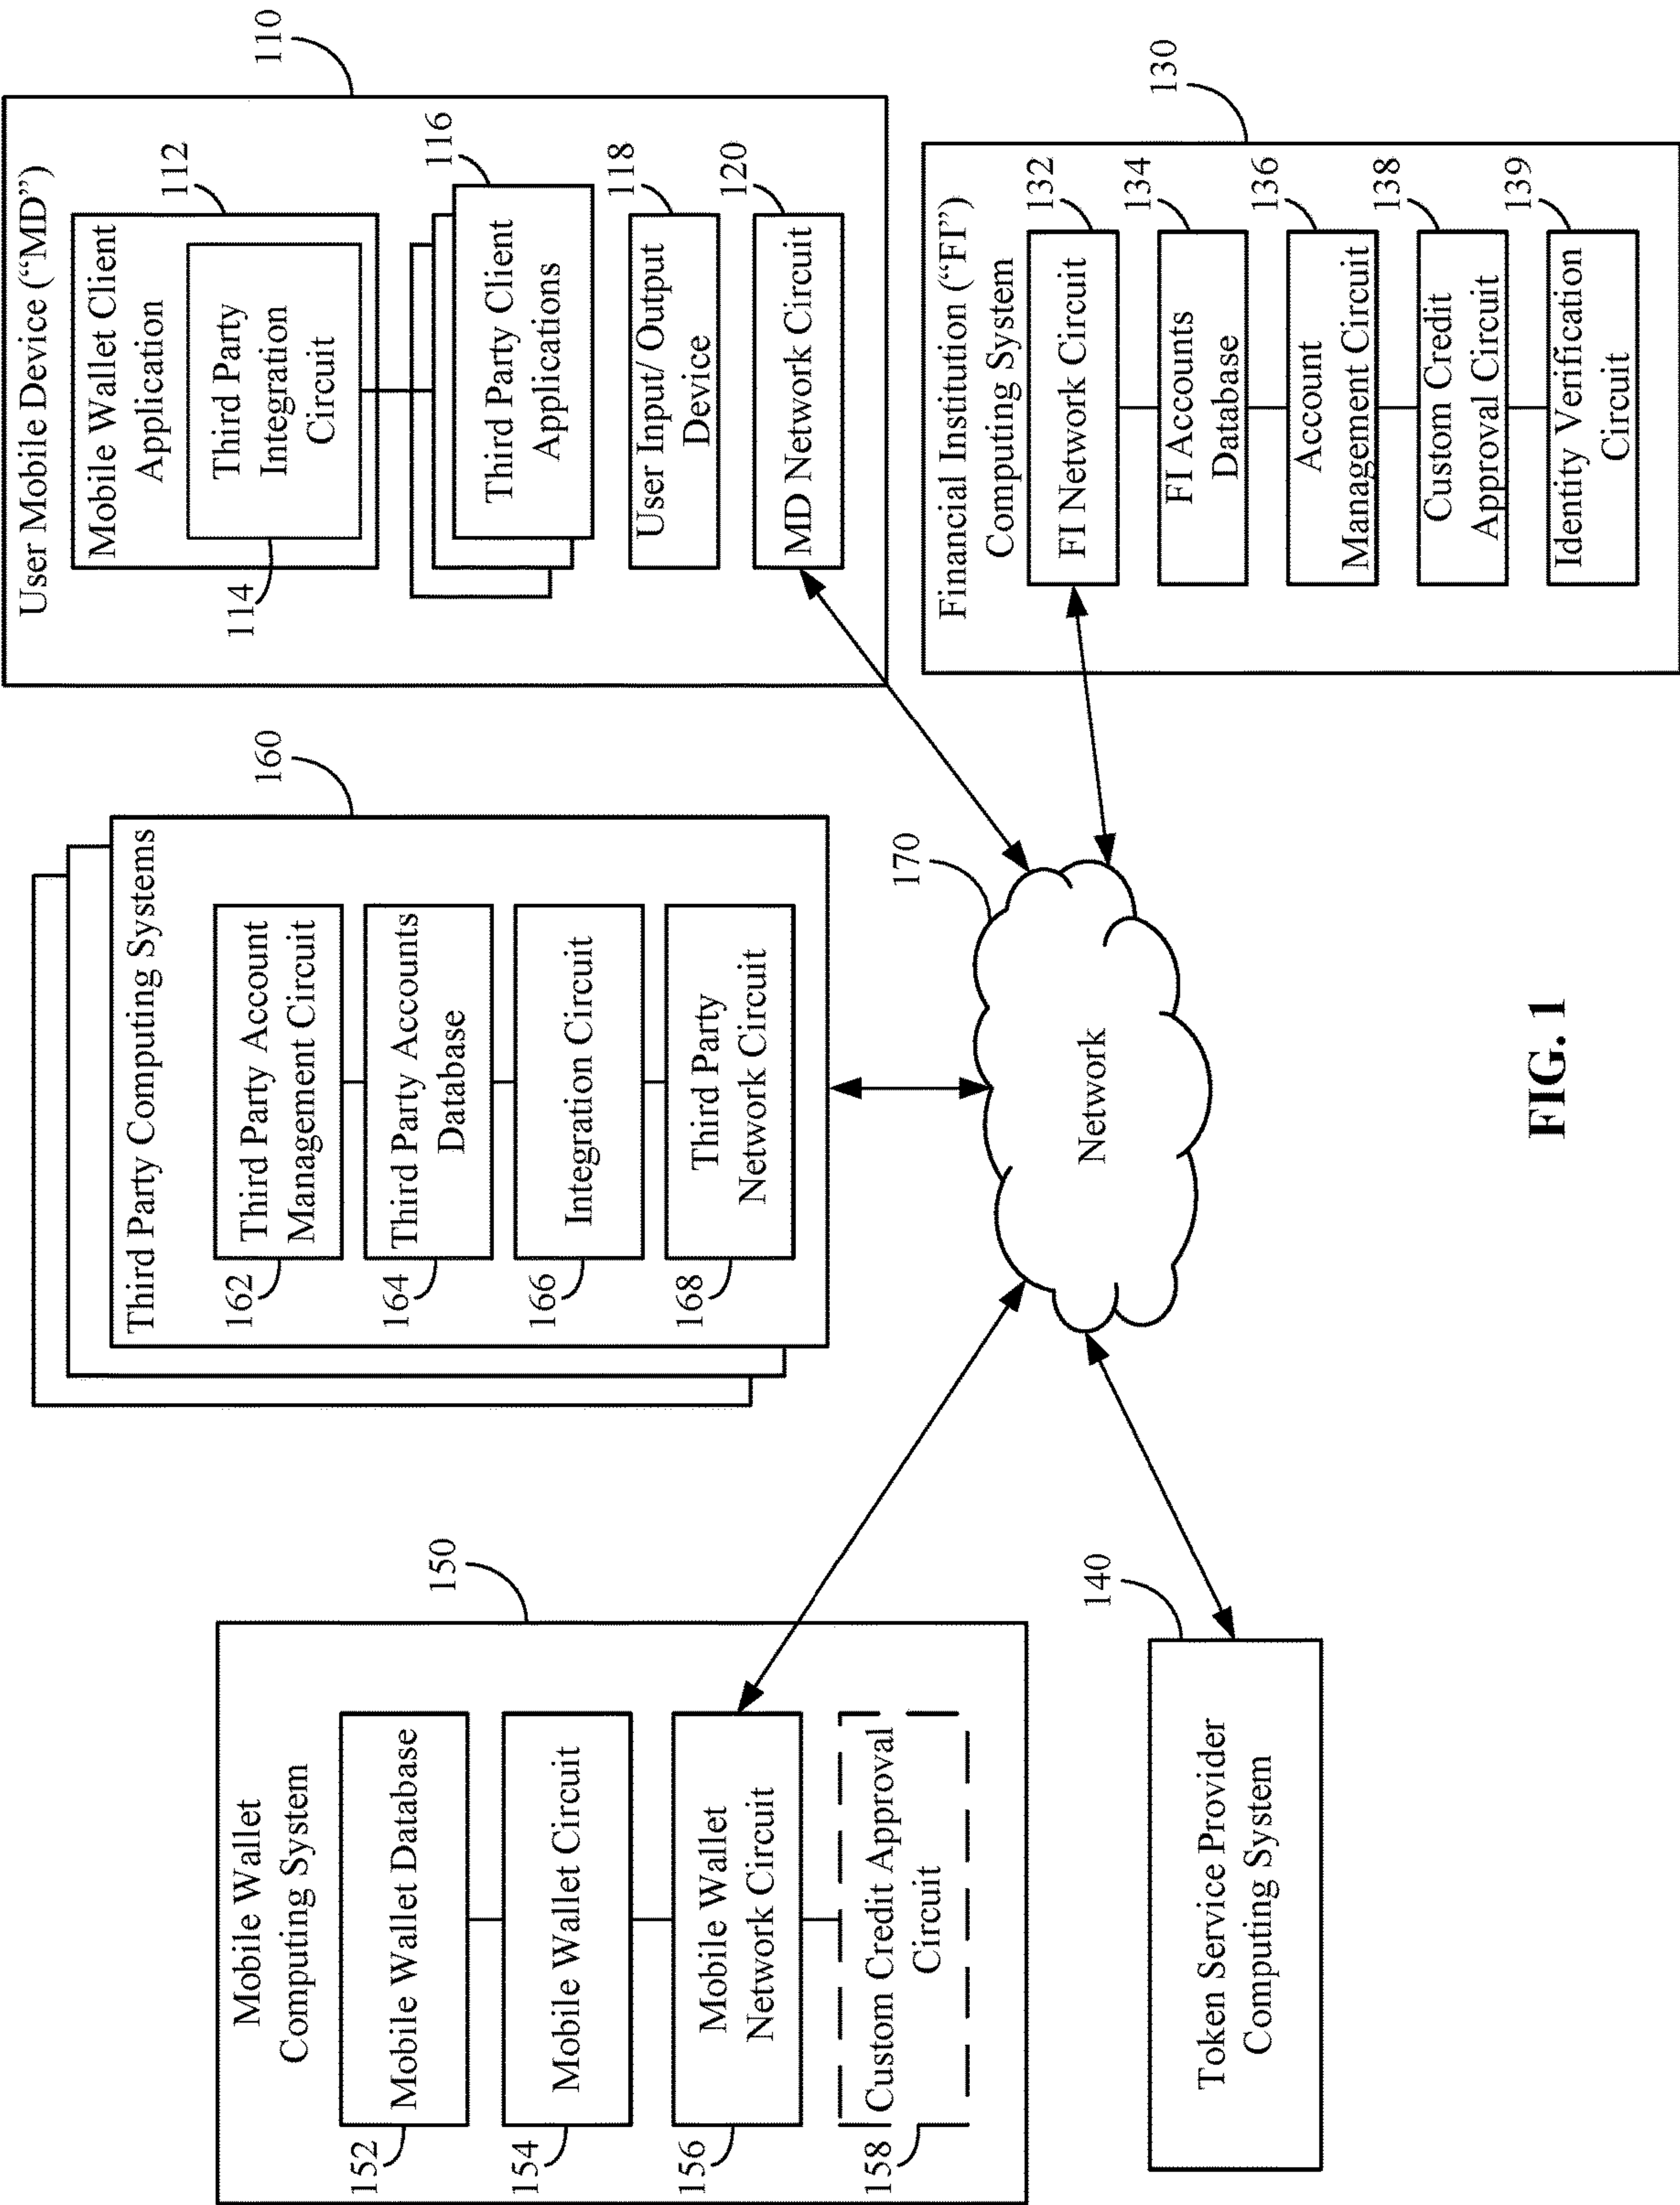 Mobile Wallet
Computing System
150
152
Mobile Wallet Database
154
Mobile Wallet Circuit
156
Mobile Wallet
Network Circuit
158
Custom Credit Approval
Circuit
Third Party Computing Systems
160
162
Third Party Account
Management Circuit
164
Third Party Accounts
Database
166
Integration Circuit
168
Third Party
Network Circuit
User Mobile Device (“MD”)
110
Mobile Wallet Client
Application
112
114
Third Party
Integration
Circuit
116
Third Party Client
Applications
118
User Input/ Output
Device
120
MD Network Circuit
140
Token Service Provider
Computing System
170
Network
Financial Institution (“FI”)
Computing System
130
132
FI Network Circuit
134
FI Accounts
Database
136
Account
Management Circuit
138
Custom Credit
Approval Circuit
139
Identity Verification
Circuit
FIG. 1